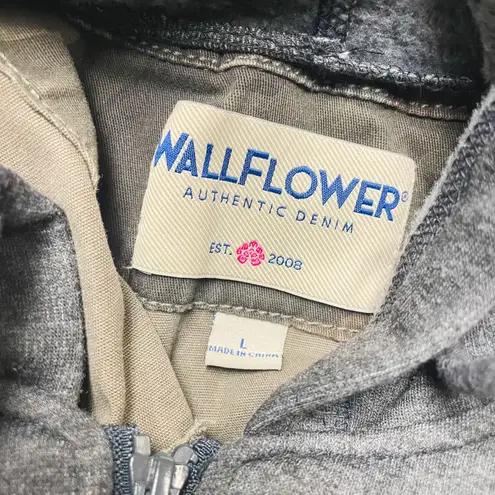 WALLFLOWER®
AUTHENTIC DENIM
EST. 2008
L
MADE IN CHINA